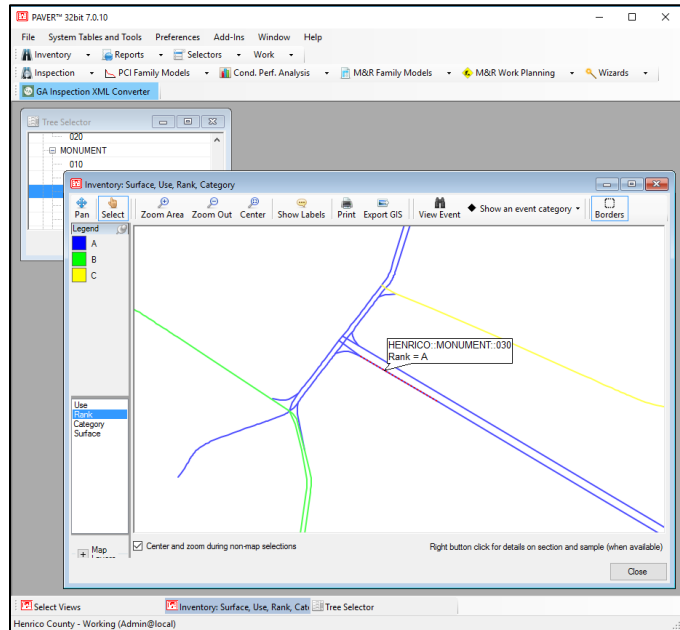 PAVER™ 32bit 7.0.10
File System Tables and Tools Preferences Add-Ins Window Help
Inventory Reports Selectors Work
Inspection PCI Family Models Cond. Perf. Analysis M&R Family Models M&R Work Planning Wizards
GA Inspection XML Converter
Tree Selector
020
MONUMENT
010
Inventory: Surface, Use, Rank, Category
Pan Select Zoom Area Zoom Out Center Show Labels Print Export GIS View Event Show an event category Borders
Legend
A
B
C
HENRICO::MONUMENT::030
Rank = A
Use
Rank
Category
Surface
Map
Center and zoom during non-map selections
Right button click for details on section and sample (when available)
Close
Select Views Inventory: Surface, Use, Rank, Cat Tree Selector
Henrico County - Working (Admin@local)